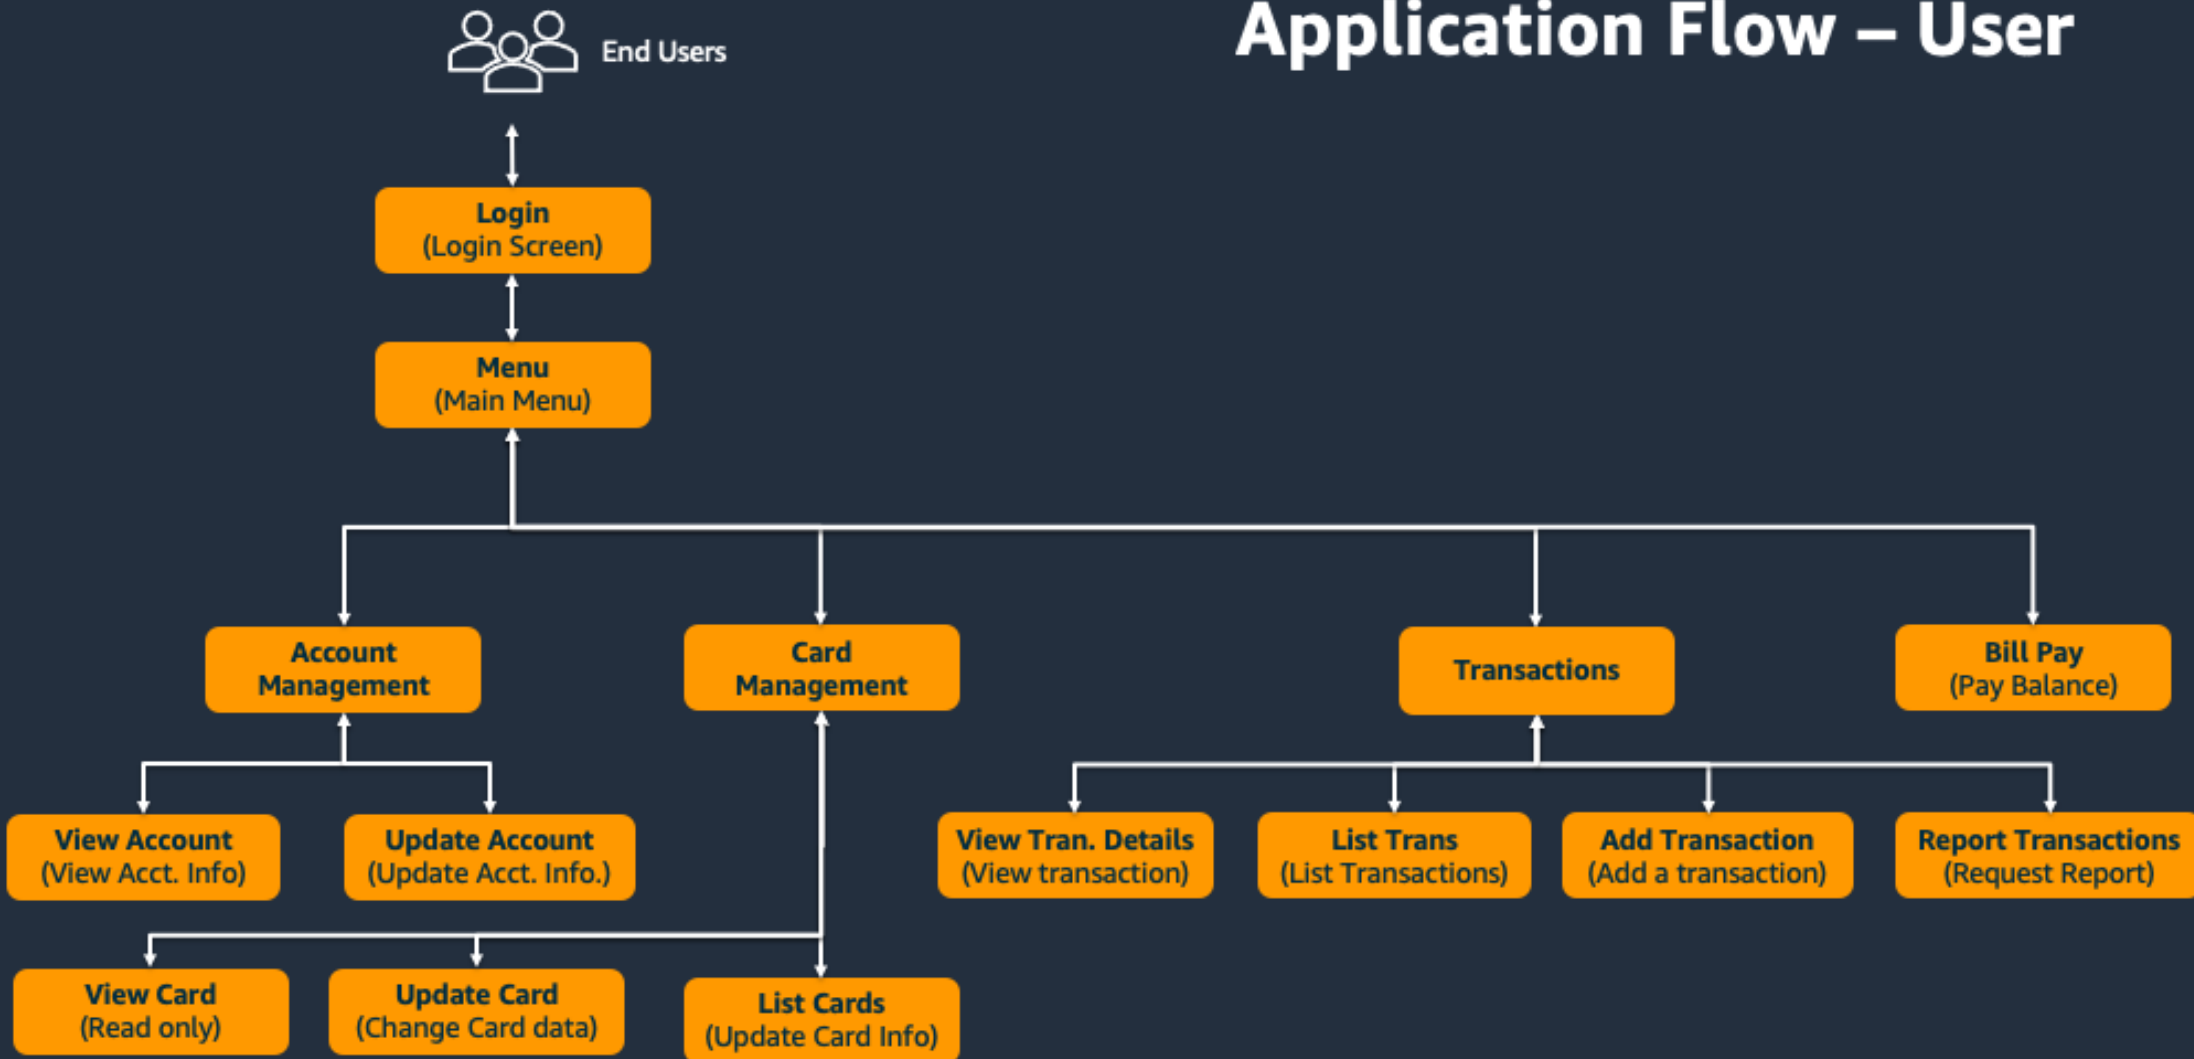 Application Flow – User
End Users
Login
(Login Screen)
Menu
(Main Menu)
Account
Management
Card
Management
Transactions
Bill Pay
(Pay Balance)
View Account
(View Acct. Info)
Update Account
(Update Acct. Info.)
View Tran. Details
(View transaction)
List Trans
(List Transactions)
Add Transaction
(Add a transaction)
Report Transactions
(Request Report)
View Card
(Read only)
Update Card
(Change Card data)
List Cards
(Update Card Info)